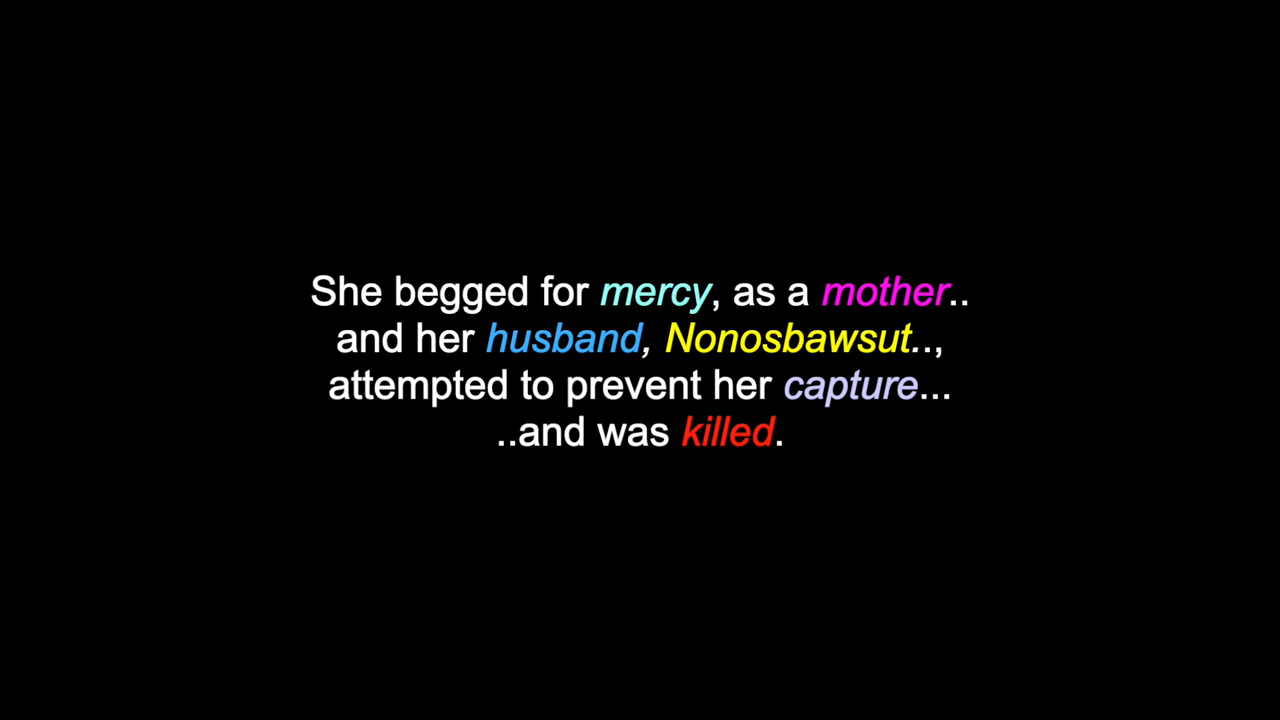 She begged for mercy, as a mother..
and her husband, Nonosbawsut..,
attempted to prevent her capture...
..and was killed.